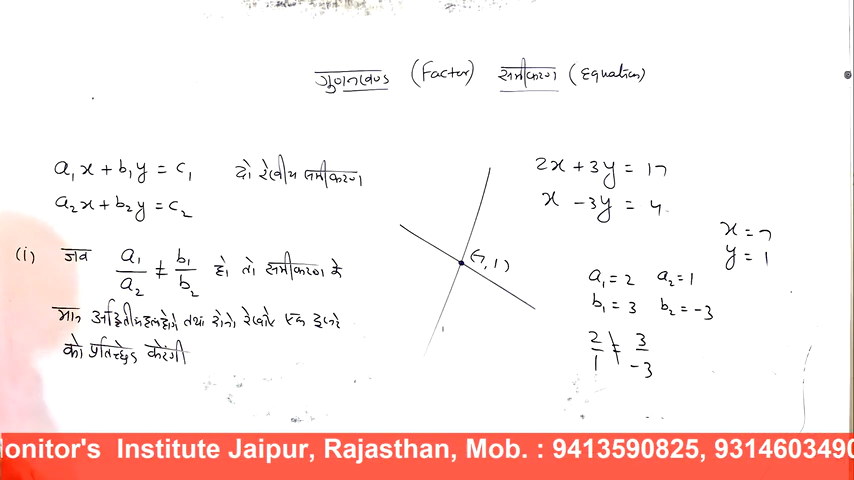 गुणनखण्ड (Factor) समीकरण (Equation)
a₁x + b₁y = c₁ दो रेखीय समीकरण
a₂x + b₂y = c₂
(i) जब a₁/a₂ ≠ b₁/b₂ हो तो समीकरण के
मान अद्वितीय हल होंगे तथा दोनो रेखाएं एक दूसरे
को प्रतिच्छेद करेगी
(7, 1)
2x + 3y = 17
x - 3y = 4
x = 7
y = 1
a₁ = 2 a₂ = 1
b₁ = 3 b₂ = -3
2/1 ≠ 3/-3
onitor's Institute Jaipur, Rajasthan, Mob. : 9413590825, 9314603490